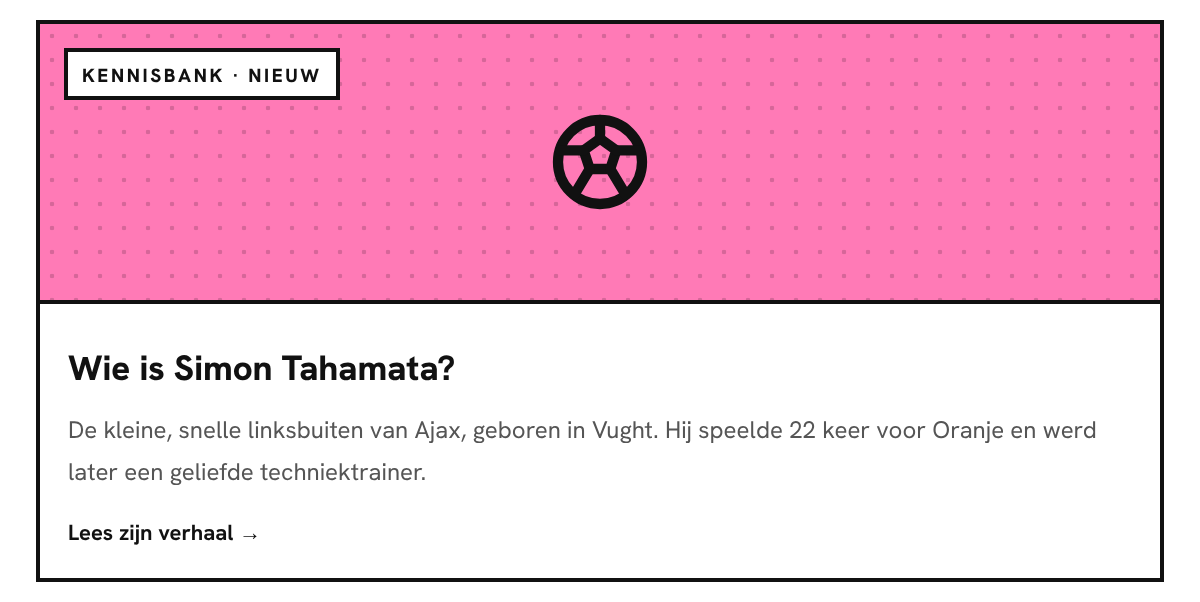 KENNISBANK · NIEUW
Wie is Simon Tahamata?
De kleine, snelle linksbuiten van Ajax, geboren in Vught. Hij speelde 22 keer voor Oranje en werd
later een geliefde techniektrainer.
Lees zijn verhaal →